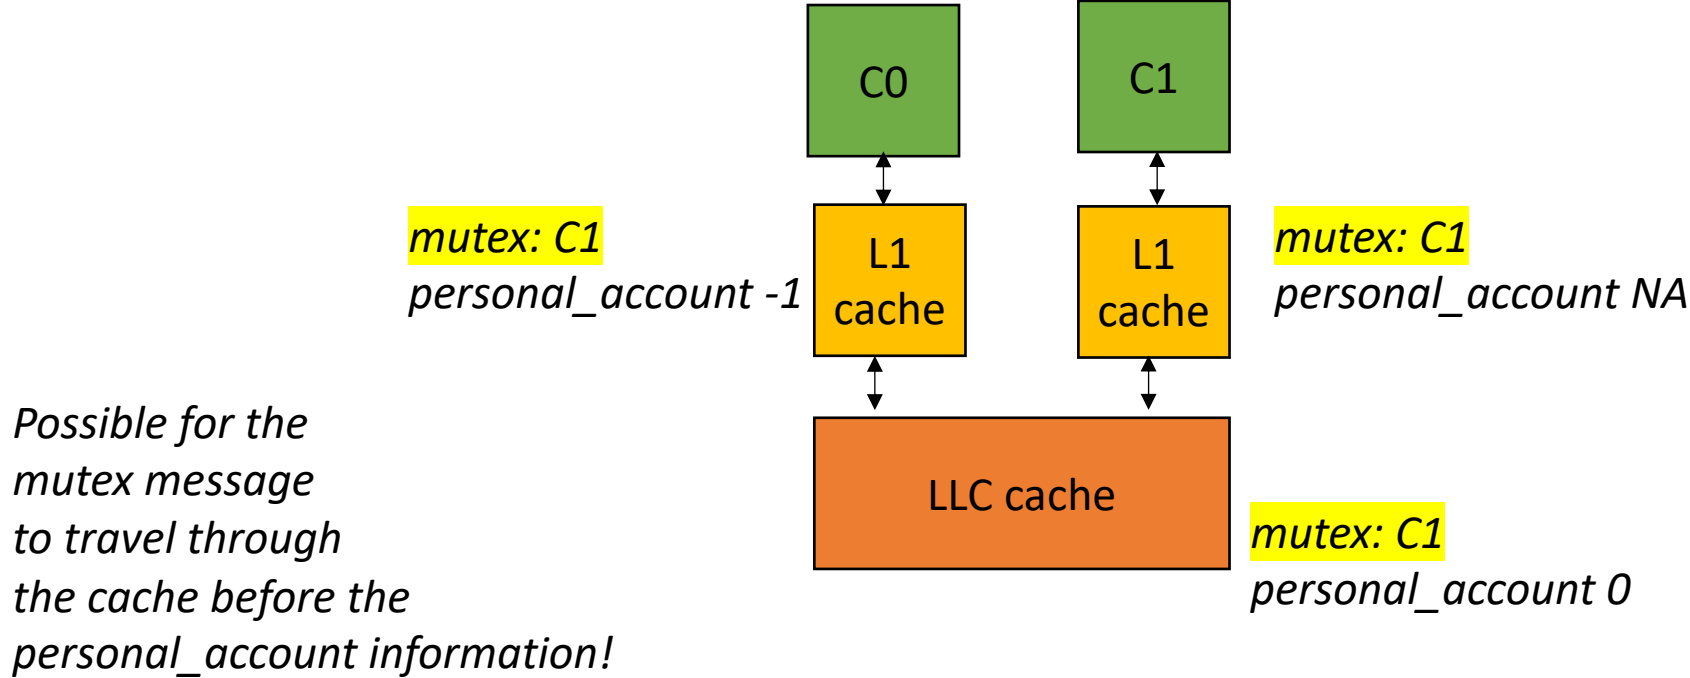 C0
C1
mutex: C1
personal_account -1
L1
cache
L1
cache
mutex: C1
personal_account NA
Possible for the
mutex message
to travel through
the cache before the
personal_account information!
LLC cache
mutex: C1
personal_account 0